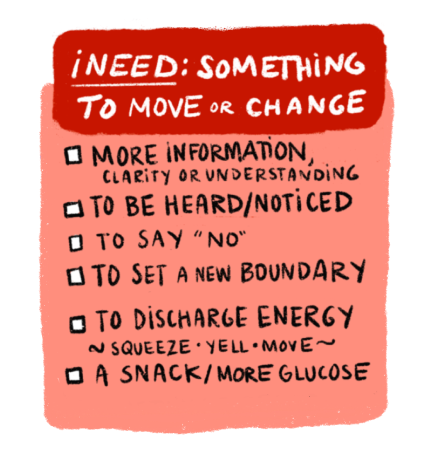 iNEED: SOMETHING
TO MOVE OR CHANGE
MORE INFORMATION,
CLARITY OR UNDERSTANDING
TO BE HEARD/NOTICED
TO SAY "NO"
TO SET A NEW BOUNDARY
TO DISCHARGE ENERGY
~ SQUEEZE · YELL · MOVE ~
A SNACK/MORE GLUCOSE